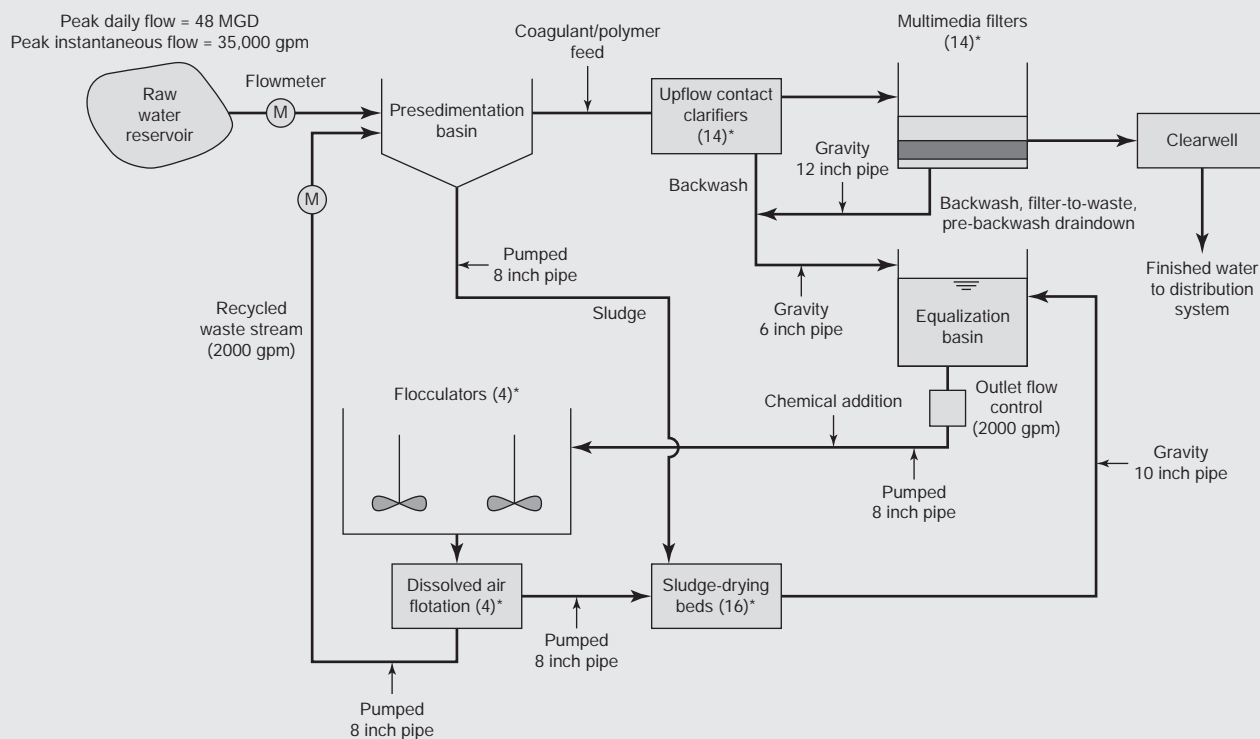 Peak daily flow = 48 MGD
Peak instantaneous flow = 35,000 gpm
Raw
water
reservoir
Flowmeter
M
Presedimentation
basin
Coagulant/polymer
feed
Upflow contact
clarifiers
(14)*
Multimedia filters
(14)*
Clearwell
Gravity
12 inch pipe
Backwash
Backwash, filter-to-waste,
pre-backwash draindown
Finished water
to distribution
system
M
Pumped
8 inch pipe
Sludge
Gravity
6 inch pipe
Equalization
basin
Recycled
waste stream
(2000 gpm)
Flocculators (4)*
Chemical addition
Outlet flow
control
(2000 gpm)
Gravity
10 inch pipe
Pumped
8 inch pipe
Dissolved air
flotation (4)*
Sludge-drying
beds (16)*
Pumped
8 inch pipe
Pumped
8 inch pipe